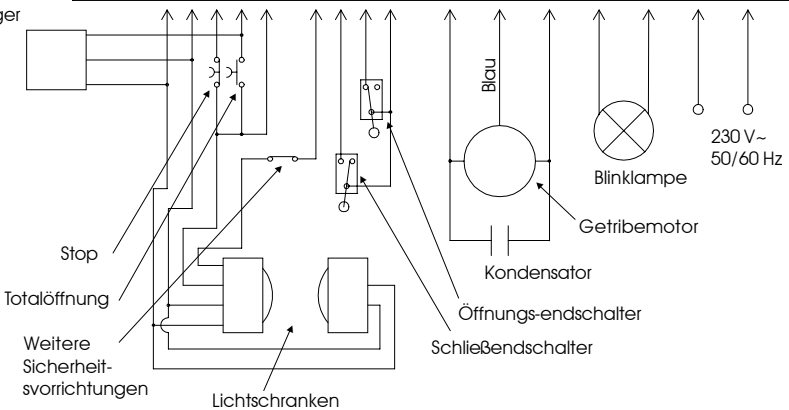 ger
Blau
230 V~
50/60 Hz
Blinklampe
Getribemotor
Stop
Kondensator
Totalöffnung
Öffnungs-endschalter
Weitere
Sicherheit-
svorrichtungen
Schließendschalter
Lichtschranken